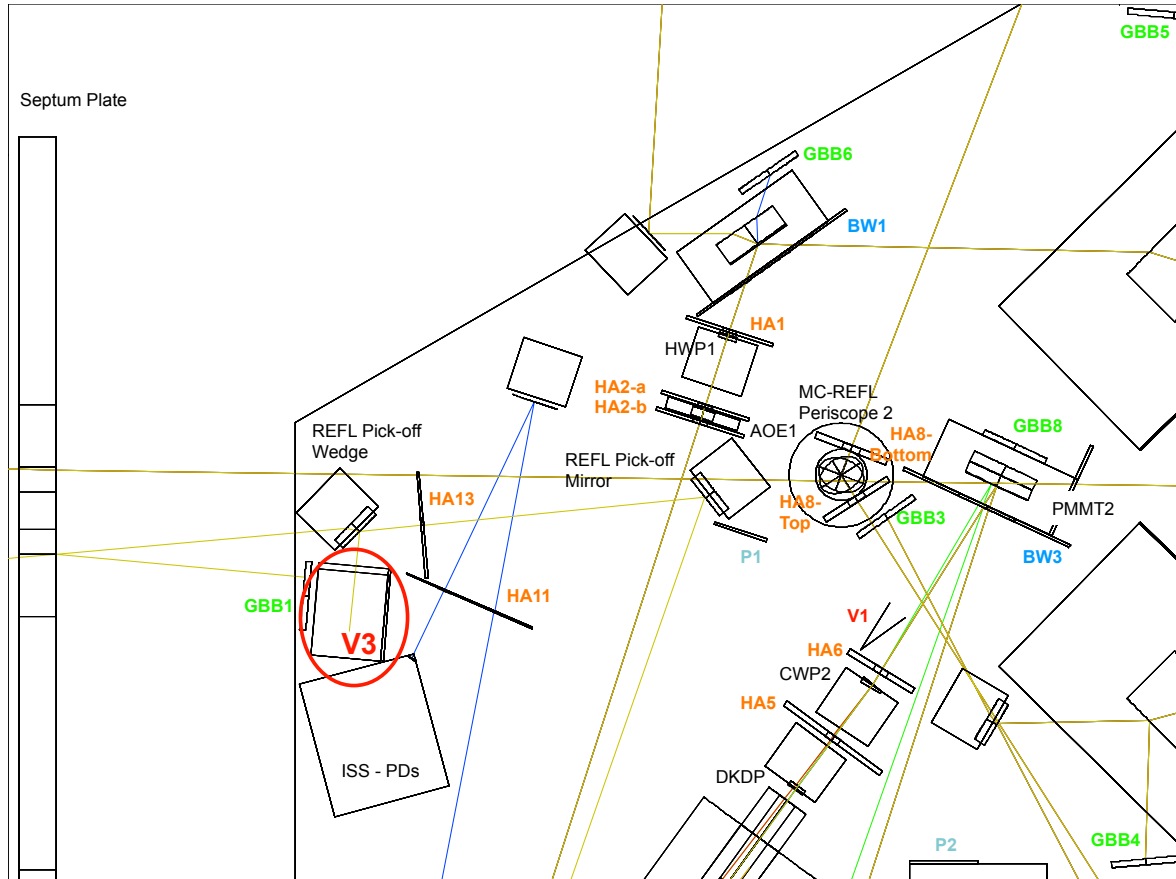 GBB5
Septum Plate
GBB6
BW1
HA1
HWP1
HA2-a
HA2-b
AOE1
MC-REFL
Periscope 2
GBB8
HA8-
Bottom
REFL Pick-off
Wedge
REFL Pick-off
Mirror
HA13
HA8-
Top
GBB3
PMMT2
P1
BW3
GBB1
HA11
V1
V3
HA6
CWP2
HA5
ISS - PDs
DKDP
P2
GBB4